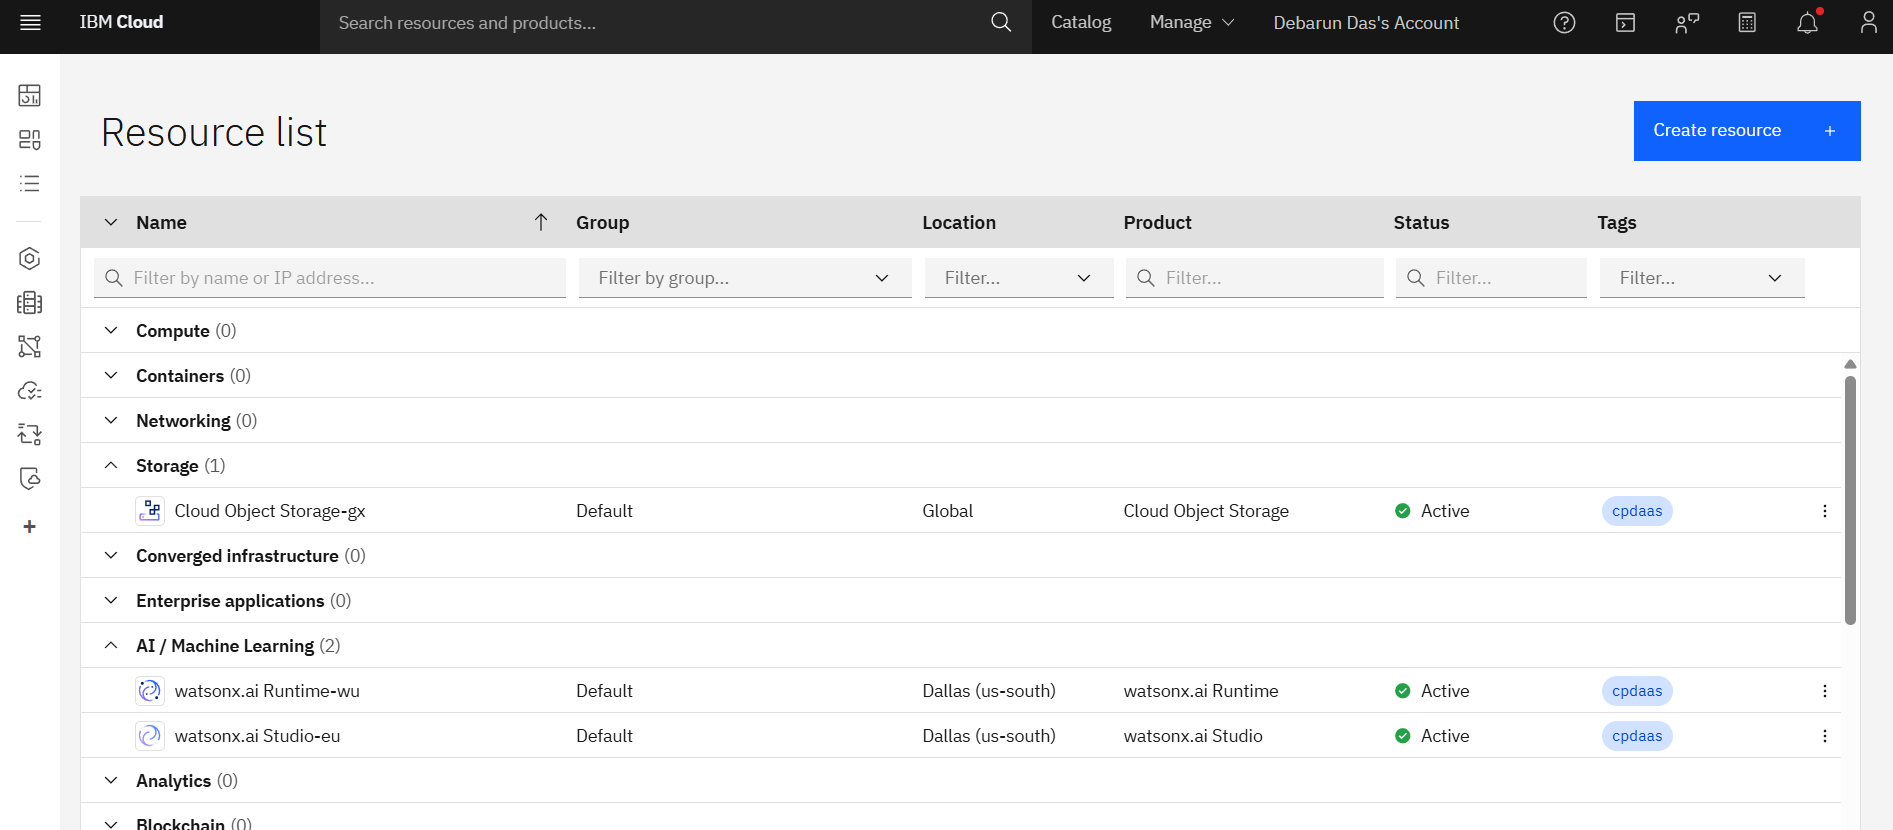 IBM Cloud
Search resources and products...
Catalog
Manage
Debarun Das's Account
Resource list
Create resource +
Name Group Location Product Status Tags
Filter by name or IP address... Filter by group... Filter... Filter... Filter... Filter...
Compute (0)
Containers (0)
Networking (0)
Storage (1)
Cloud Object Storage-gx Default Global Cloud Object Storage Active cpdaas
Converged infrastructure (0)
Enterprise applications (0)
AI / Machine Learning (2)
watsonx.ai Runtime-wu Default Dallas (us-south) watsonx.ai Runtime Active cpdaas
watsonx.ai Studio-eu Default Dallas (us-south) watsonx.ai Studio Active cpdaas
Analytics (0)
Blockchain (0)